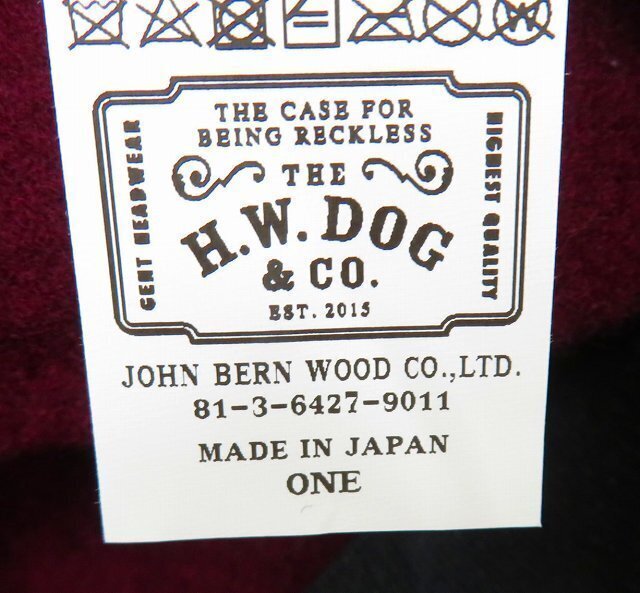 THE CASE FOR
BEING RECKLESS
THE
H.W. DOG
& CO.
EST. 2015
GENT HEADWEAR
HIGHEST QUALITY
JOHN BERN WOOD CO.,LTD.
81-3-6427-9011
MADE IN JAPAN
ONE